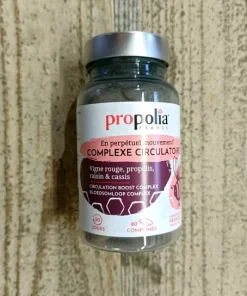 propolia
FRANCE
En perpétuel mouvement
COMPLEXE CIRCULATOIRE
Vigne rouge, propolis,
raisin & cassis
CIRCULATION BOOST COMPLEX
BLOEDSOMLOOP COMPLEX
90
COMPRIMÉS
JOURS